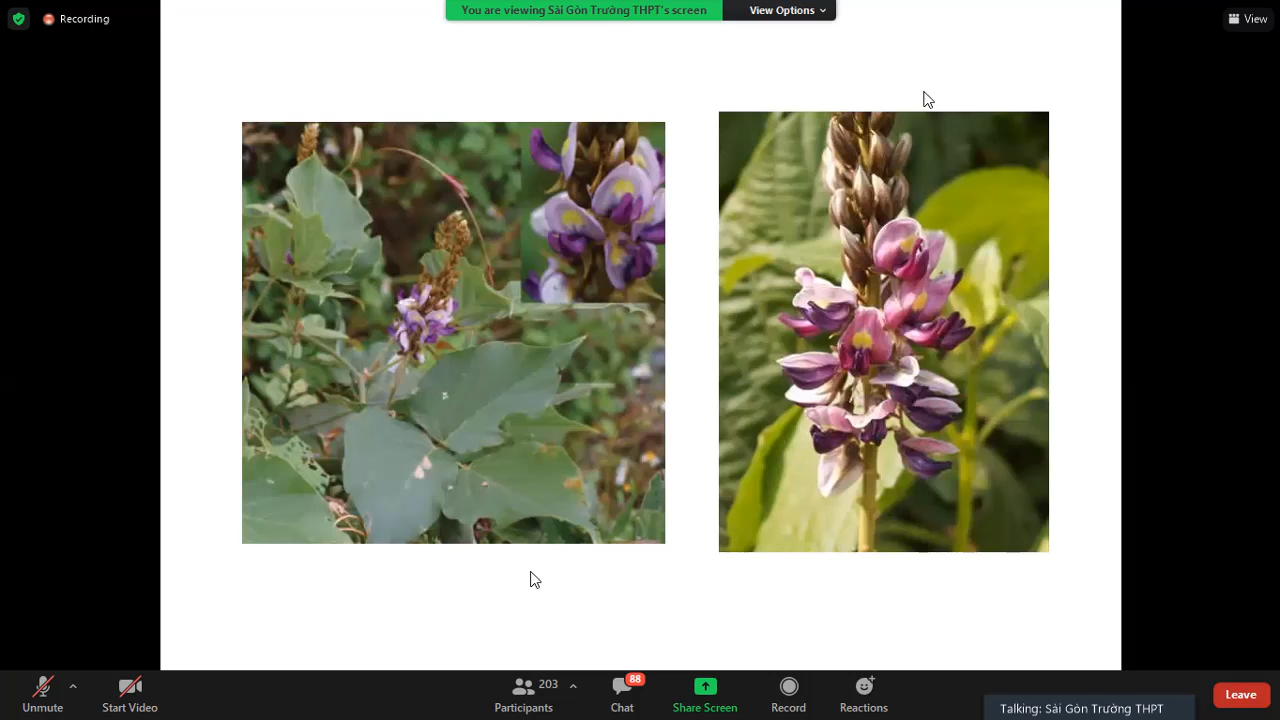 Recording
You are viewing Sài Gòn Trường THPT's screen
View Options
View
Unmute
Start Video
203
Participants
88
Chat
Share Screen
Record
Reactions
Talking: Sài Gòn Trường THPT
Leave